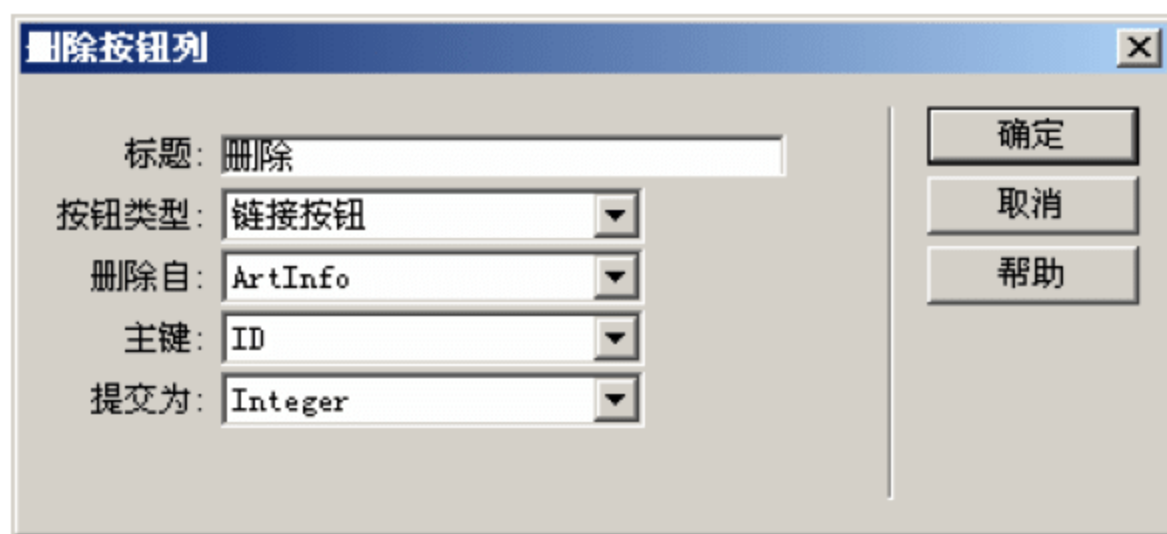 删除按钮列
标题: 删除
按钮类型: 链接按钮
删除自: ArtInfo
主键: ID
提交为: Integer
确定
取消
帮助